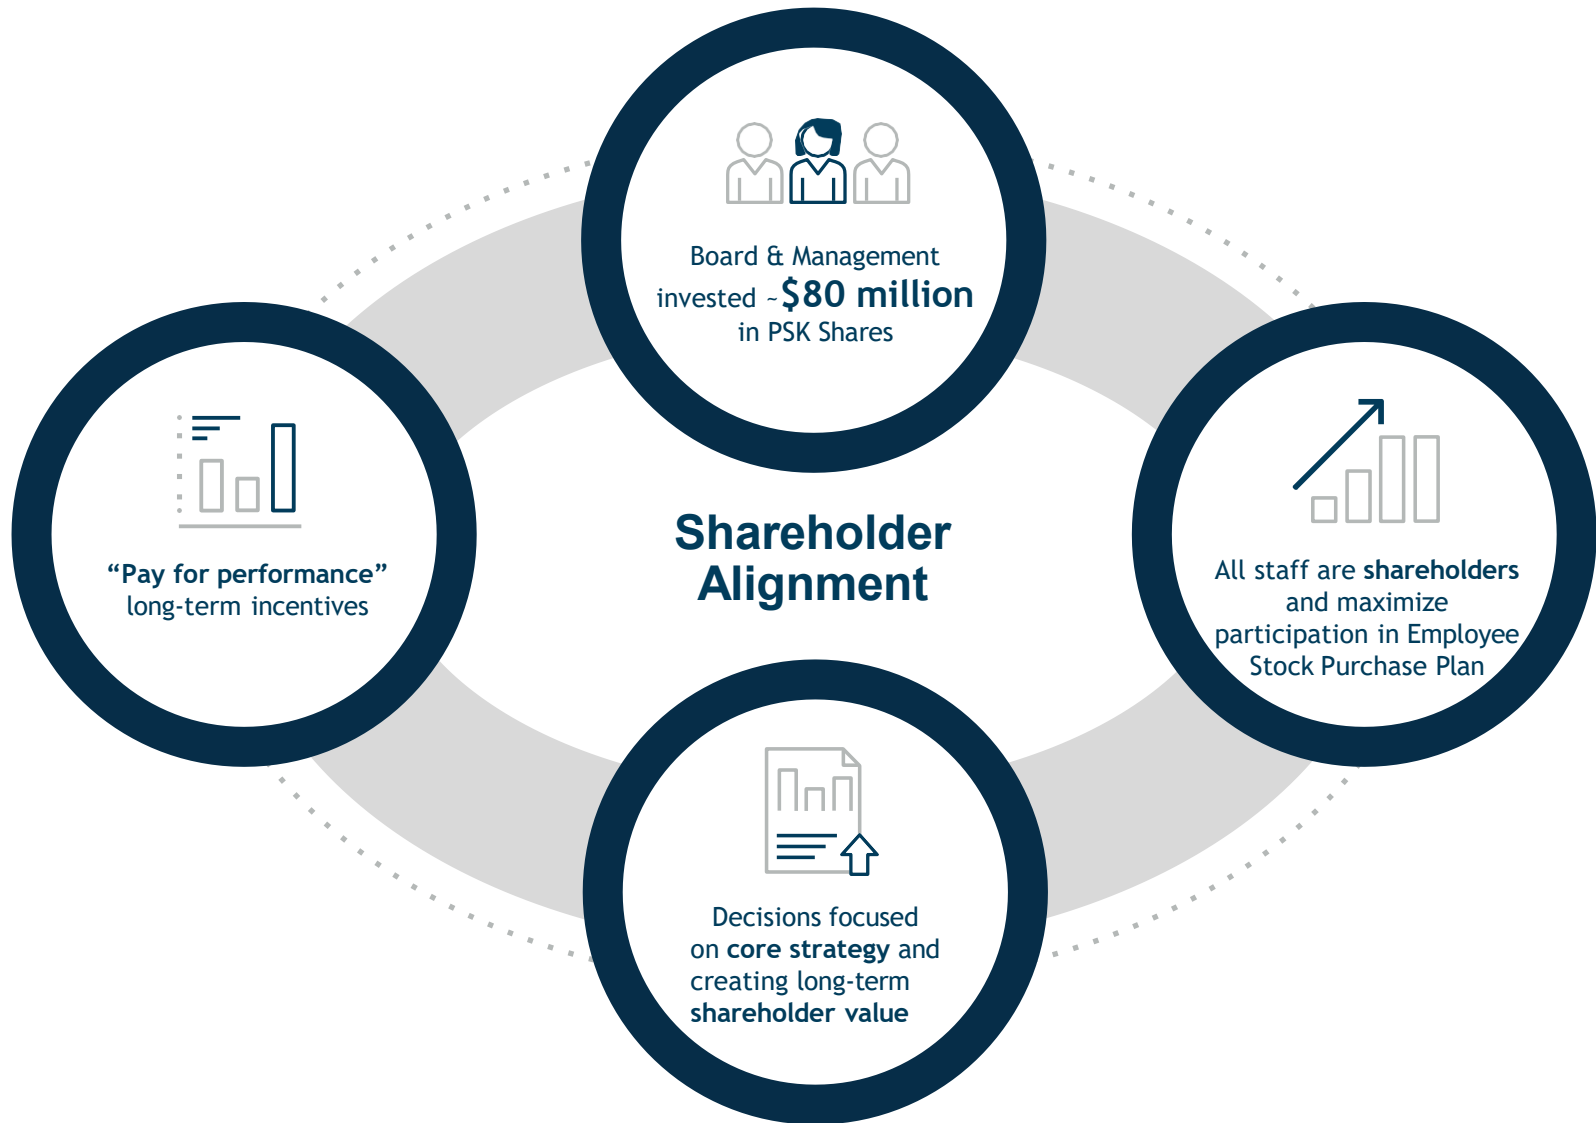 Board & Management
invested ~$80 million
in PSK Shares
“Pay for performance”
long-term incentives
Shareholder
Alignment
All staff are shareholders
and maximize
participation in Employee
Stock Purchase Plan
Decisions focused
on core strategy and
creating long-term
shareholder value